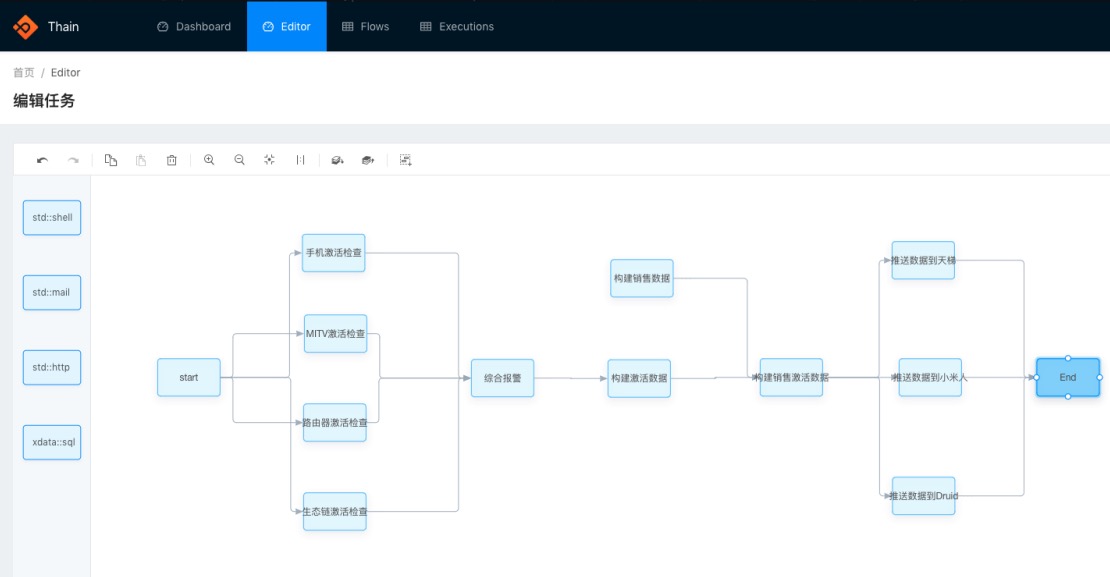 Thain
Dashboard
Editor
Flows
Executions
首页 / Editor
编辑任务
std::shell
std::mail
std::http
xdata::sql
start
手机激活检查
MITV激活检查
路由器激活检查
生态链激活检查
综合报警
构建销售数据
构建激活数据
构建销售激活数据
推送数据到天梯
推送数据到小米人
推送数据到Druid
End